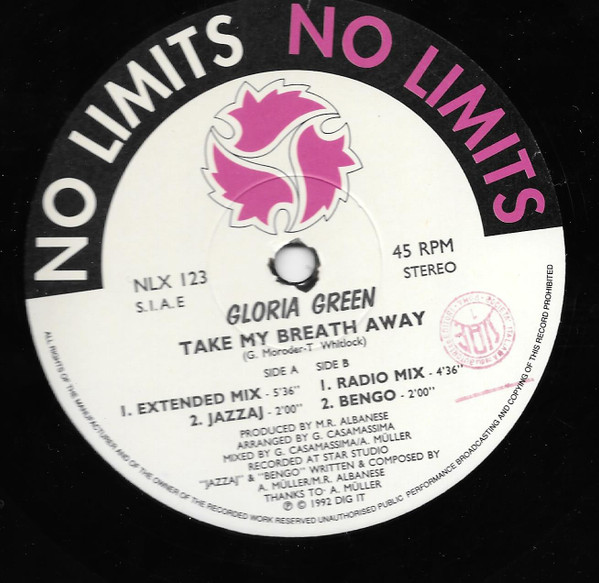 NO LIMITS NO LIMITS
NLX 123
S.I.A.E
45 RPM
STEREO
GLORIA GREEN
TAKE MY BREATH AWAY
(G. Moroder-T. Whitlock)
SIDE A
1. EXTENDED MIX - 5'36"
2. JAZZAJ - 2'00"
SIDE B
1. RADIO MIX - 4'36"
2. BENGO - 2'00"
PRODUCED BY M.R. ALBANESE
ARRANGED BY G. CASAMASSIMA
MIXED BY G. CASAMASSIMA/A. MÜLLER
RECORDED AT STAR STUDIO
"JAZZAJ" & "BENGO" WRITTEN & COMPOSED BY
A. MÜLLER/M.R. ALBANESE
THANKS TO- A. MÜLLER
℗ © 1992 DIG IT
ALL RIGHTS OF THE MANUFACTURER AND OF THE OWNER OF THE RECORDED WORK RESERVED UNAUTHORISED PUBLIC PERFORMANCE BROADCASTING AND COPYING OF THIS RECORD PROHIBITED